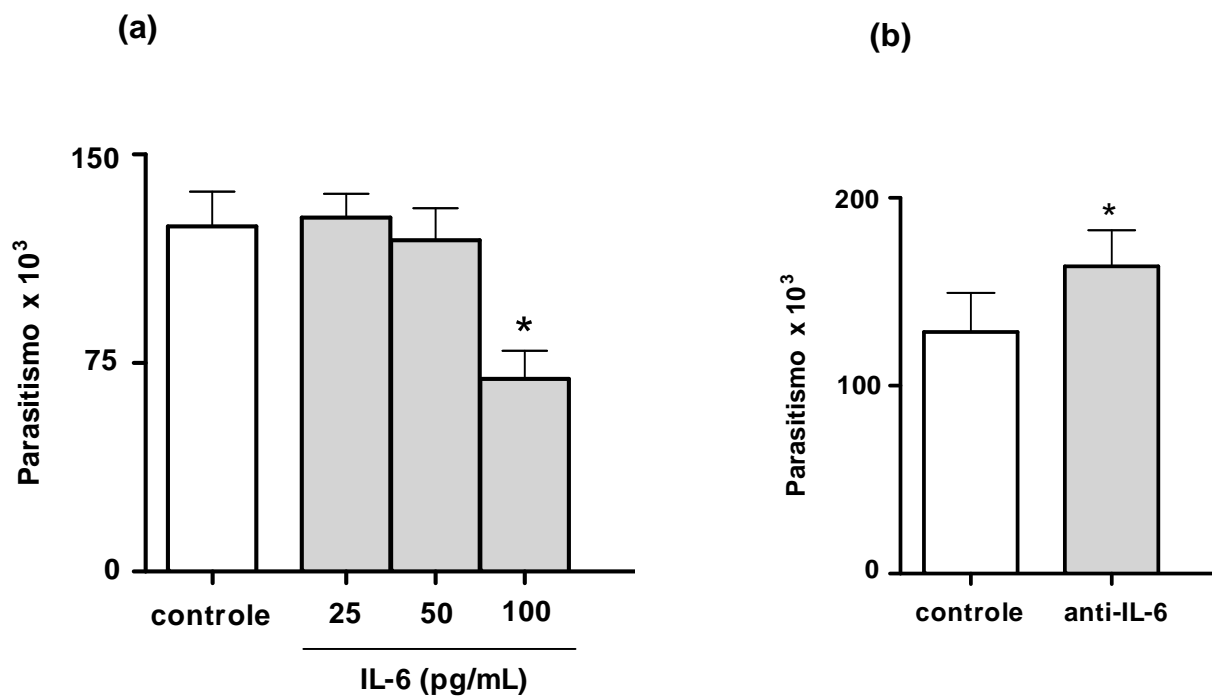 (a)
150
75
0
Parasitismo x 10³
*
controle 25 50 100
IL-6 (pg/mL)
(b)
200
100
0
Parasitismo x 10³
*
controle anti-IL-6